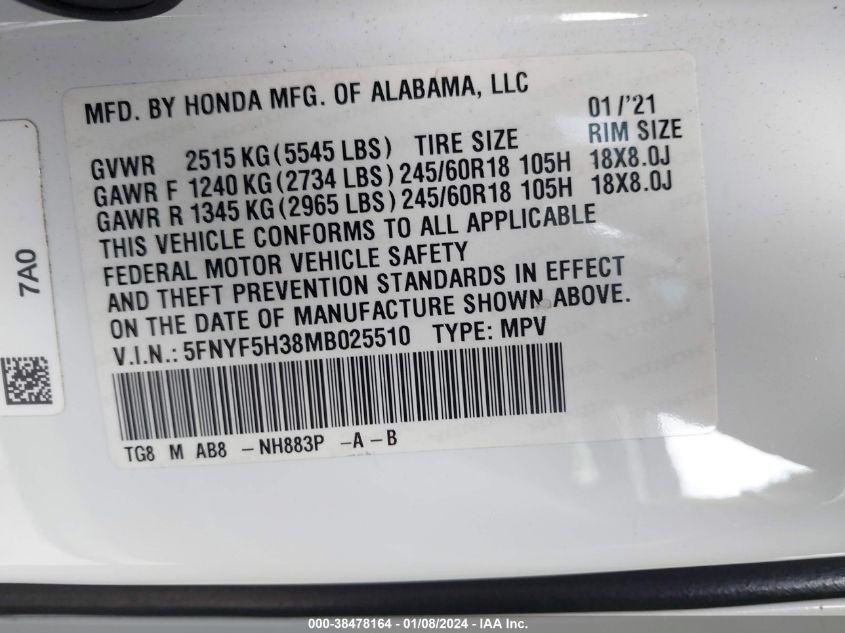 MFD. BY HONDA MFG. OF ALABAMA, LLC 01/'21
GVWR 2515 KG (5545 LBS) TIRE SIZE RIM SIZE
GAWR F 1240 KG (2734 LBS) 245/60R18 105H 18X8.0J
GAWR R 1345 KG (2965 LBS) 245/60R18 105H 18X8.0J
THIS VEHICLE CONFORMS TO ALL APPLICABLE
FEDERAL MOTOR VEHICLE SAFETY
AND THEFT PREVENTION STANDARDS IN EFFECT
ON THE DATE OF MANUFACTURE SHOWN ABOVE.
V.I.N.: 5FNYF5H38MB025510 TYPE: MPV
TG8 M AB8 -NH883P -A-B
7A0
000-38478164 - 01/08/2024 - IAA Inc.